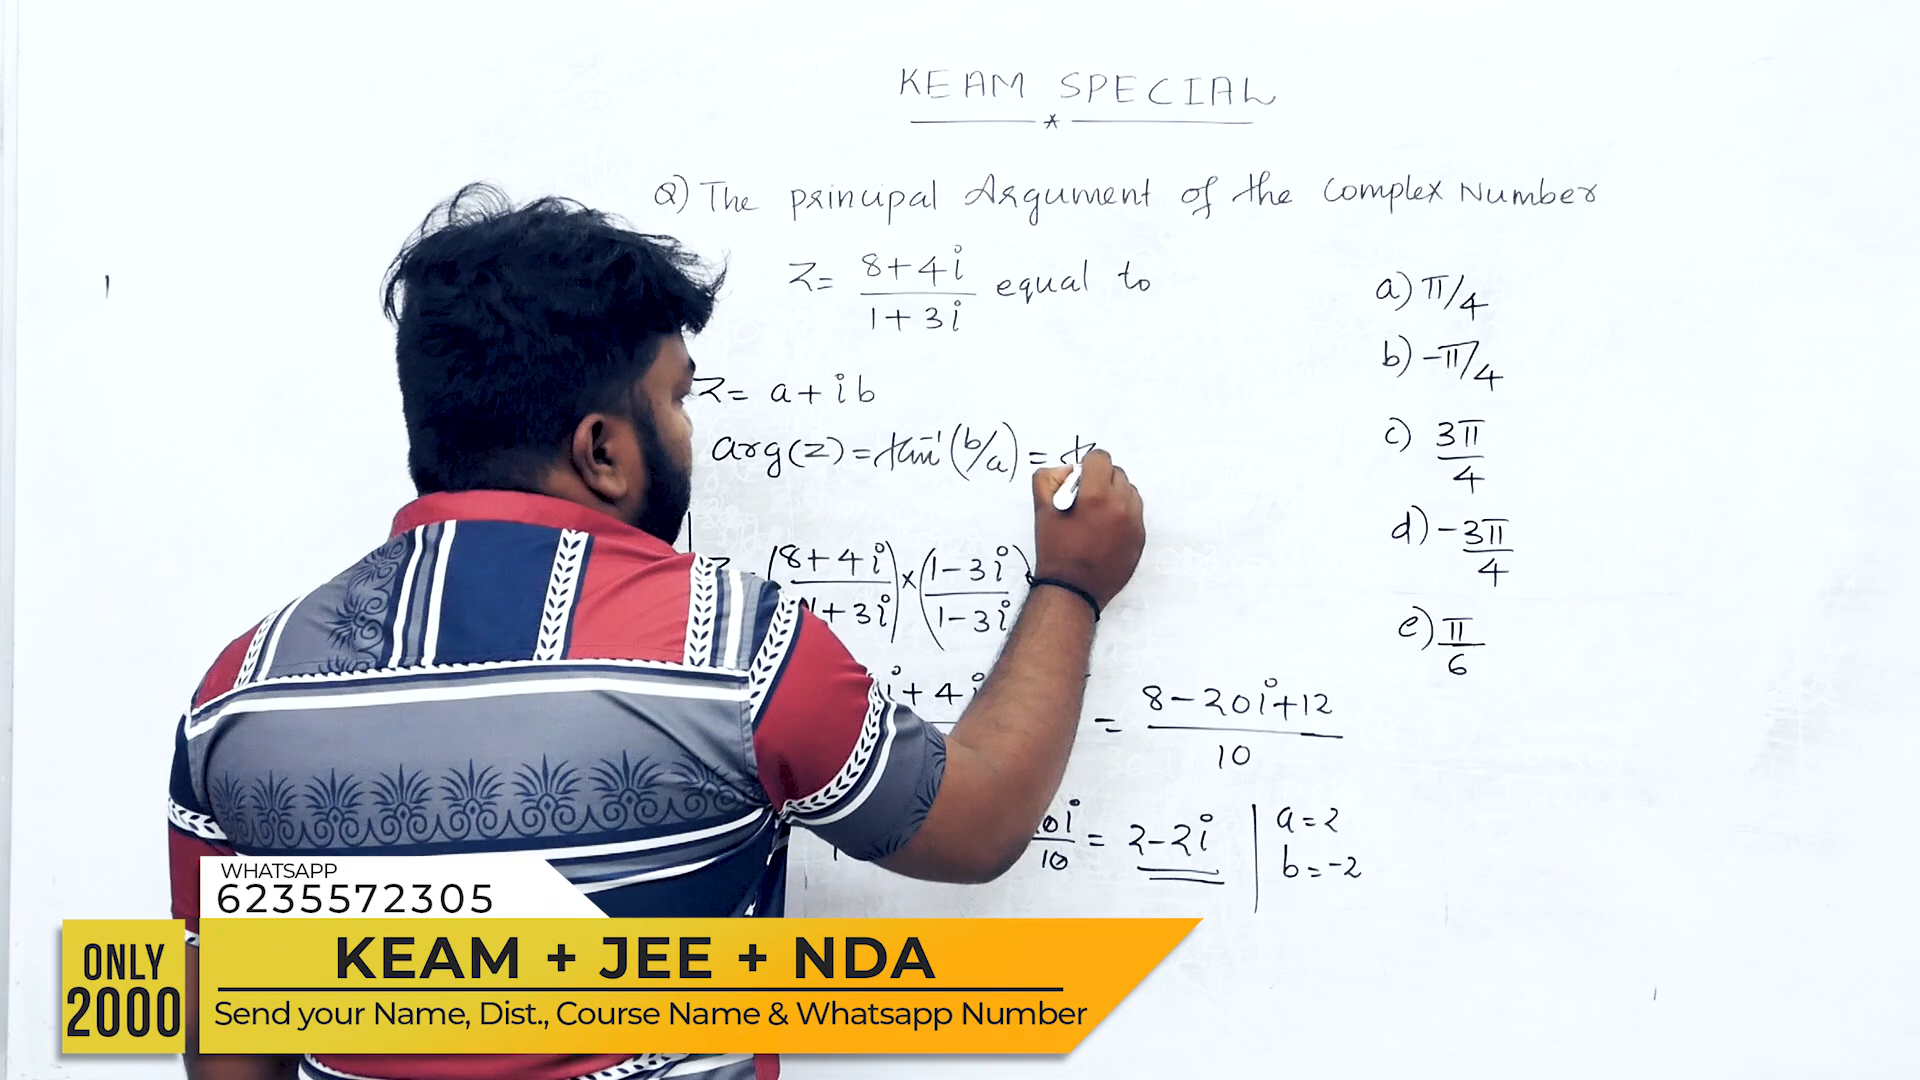 KEAM SPECIAL
Q) The principal Argument of the complex Number
Z = 8+4i / 1+3i equal to
a) π/4
b) -π/4
c) 3π/4
d) -3π/4
e) π/6
Z = a+ib
arg(z) = tan⁻¹(b/a) =
(8+4i / 1+3i) × (1-3i / 1-3i)
i+4i
= 8-20i+12 / 10
0i / 10 = 2-2i
a=2
b=-2
WHATSAPP
6235572305
ONLY
2000
KEAM + JEE + NDA
Send your Name, Dist., Course Name & Whatsapp Number